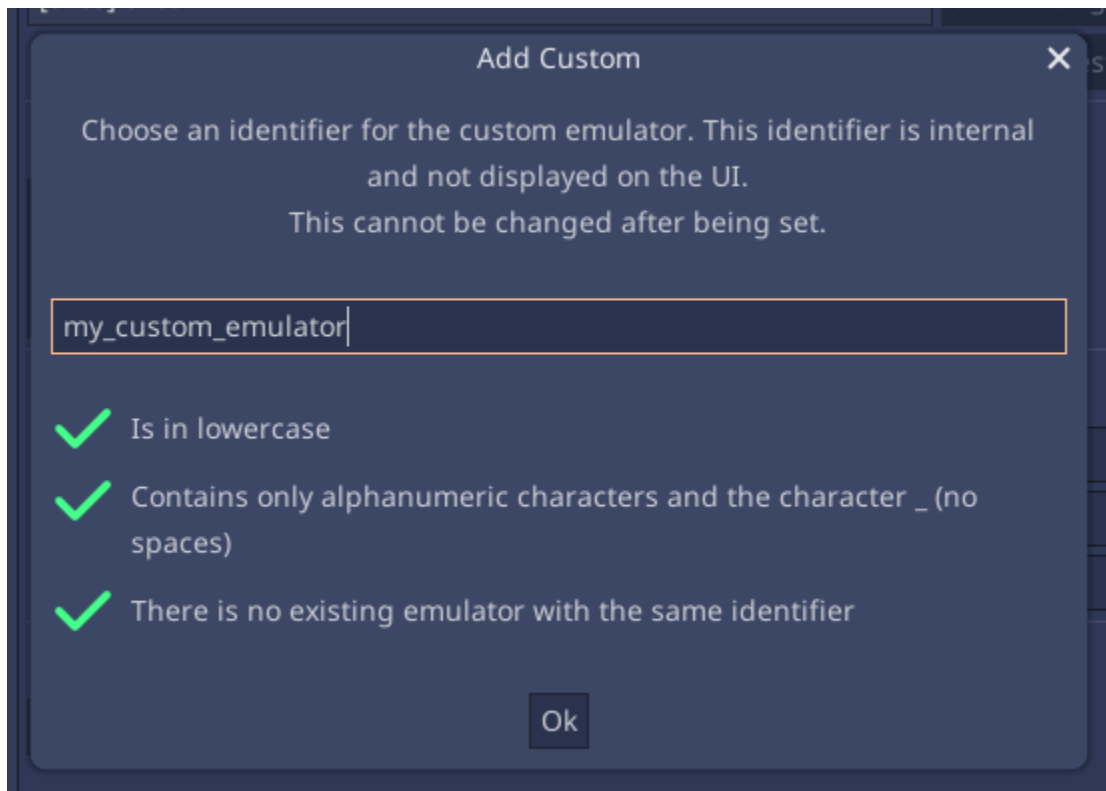 Add Custom
Choose an identifier for the custom emulator. This identifier is internal
and not displayed on the UI.
This cannot be changed after being set.
my_custom_emulator
Is in lowercase
Contains only alphanumeric characters and the character _ (no
spaces)
There is no existing emulator with the same identifier
Ok